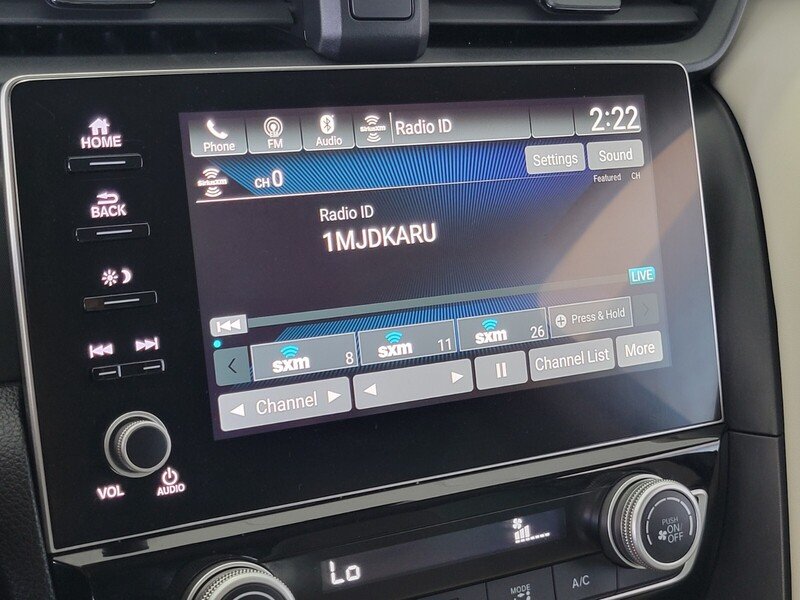 HOME
BACK
VOL
AUDIO
Phone
FM
Audio
SiriusXM
Radio ID
2:22
SiriusXM
CH 0
Settings
Sound
Featured CH
Radio ID
1MJDKARU
LIVE
sxm 8
sxm 11
sxm 26
Press & Hold
Channel
Channel List
More
Lo
MODE
A/C
PUSH
ON/
OFF